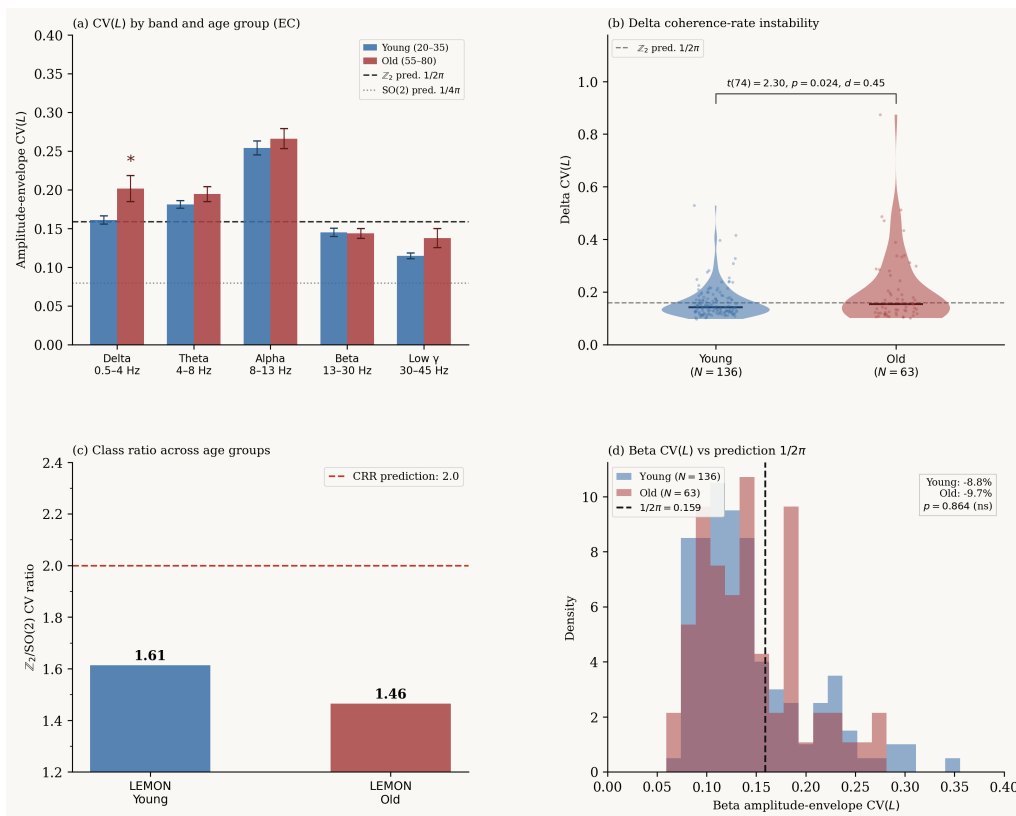 (a) CV(L) by band and age group (EC)
Amplitude-envelope CV(L)
0.40
0.35
0.30
0.25
0.20
0.15
0.10
0.05
0.00
Young (20–35)
Old (55–80)
ℤ₂ pred. 1/2π
SO(2) pred. 1/4π
*
Delta
0.5–4 Hz
Theta
4–8 Hz
Alpha
8–13 Hz
Beta
13–30 Hz
Low γ
30–45 Hz
(b) Delta coherence-rate instability
Delta CV(L)
1.0
0.8
0.6
0.4
0.2
0.0
ℤ₂ pred. 1/2π
t(74) = 2.30, p = 0.024, d = 0.45
Young
(N = 136)
Old
(N = 63)
(c) Class ratio across age groups
ℤ₂/SO(2) CV ratio
2.4
2.2
2.0
1.8
1.6
1.4
1.2
CRR prediction: 2.0
1.61
1.46
LEMON
Young
LEMON
Old
(d) Beta CV(L) vs prediction 1/2π
Density
10
8
6
4
2
0
Young (N = 136)
Old (N = 63)
1/2π = 0.159
Young: -8.8%
Old: -9.7%
p = 0.864 (ns)
0.00 0.05 0.10 0.15 0.20 0.25 0.30 0.35 0.40
Beta amplitude-envelope CV(L)